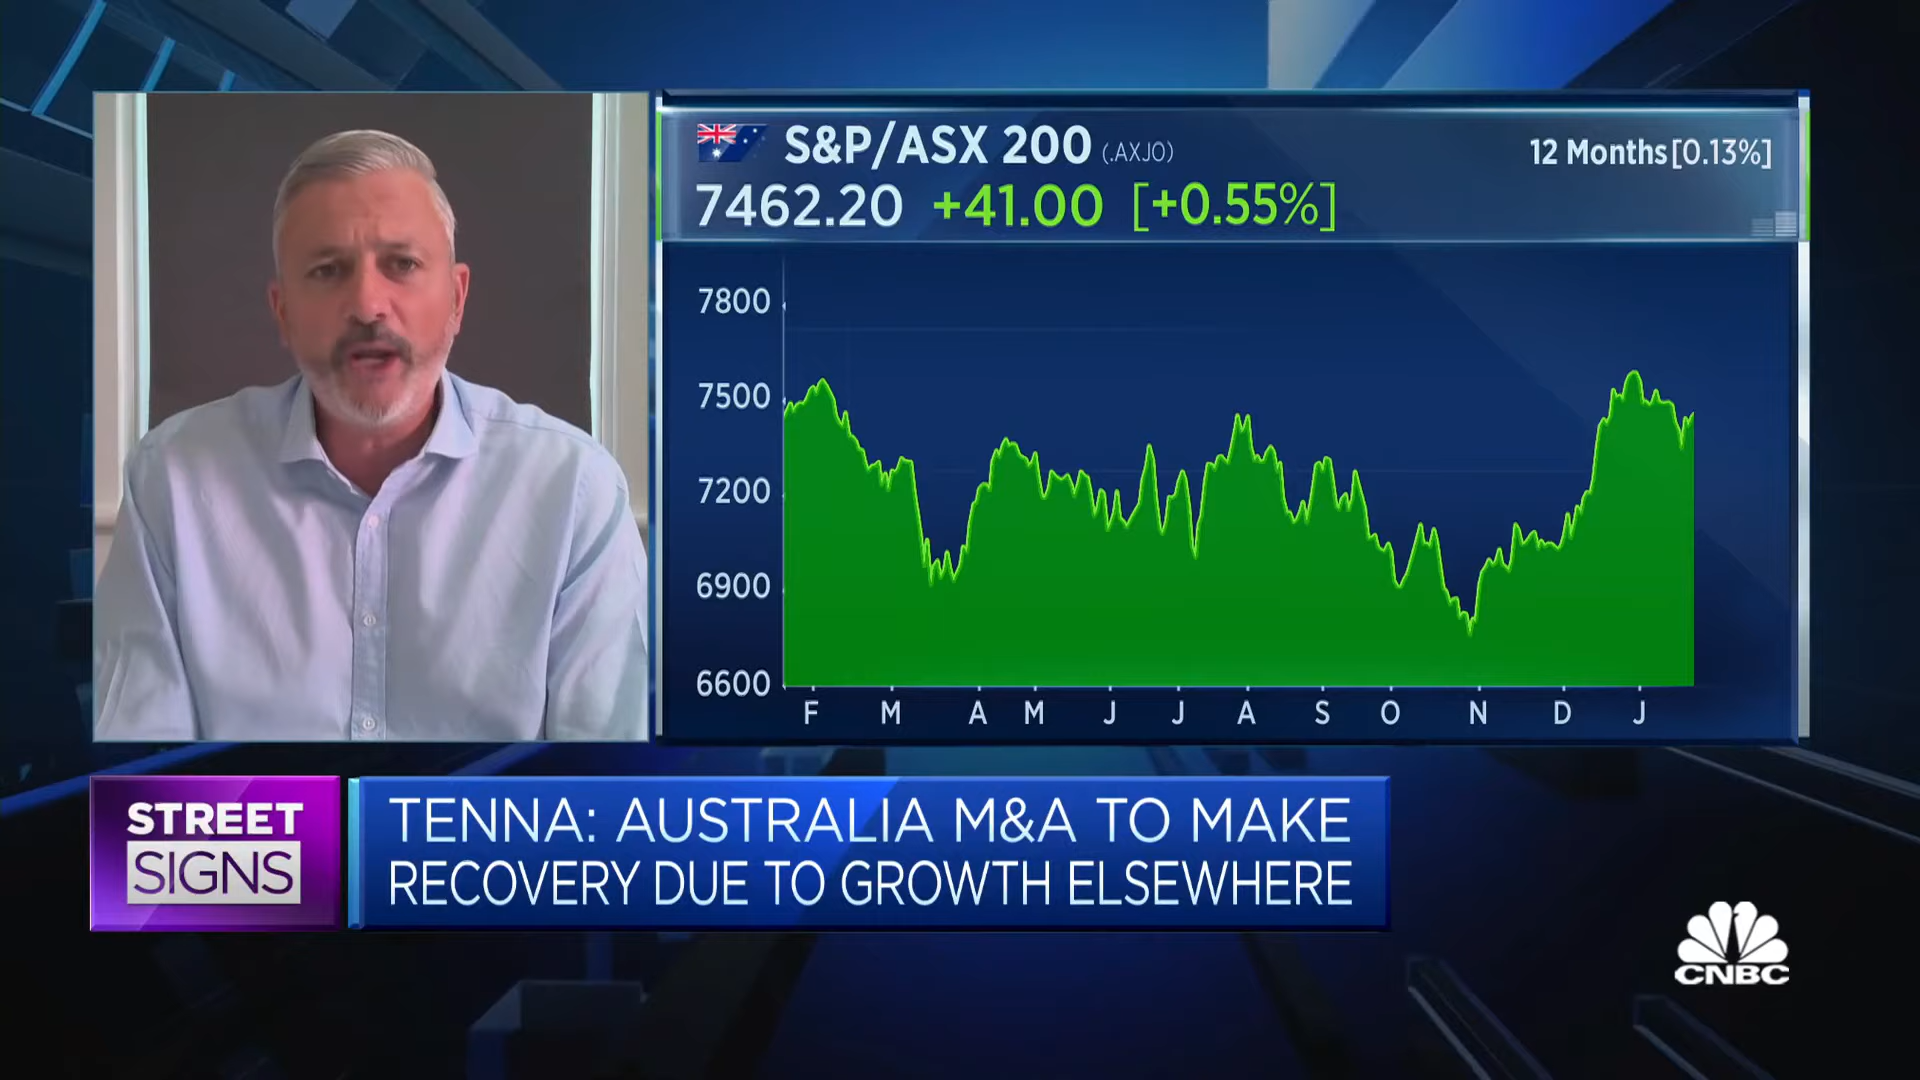 S&P/ASX 200 (.AXJO)
12 Months[0.13%]
7462.20 +41.00 [+0.55%]
7800
7500
7200
6900
6600
F M A M J J A S O N D J
STREET
SIGNS
TENNA: AUSTRALIA M&A TO MAKE
RECOVERY DUE TO GROWTH ELSEWHERE
CNBC